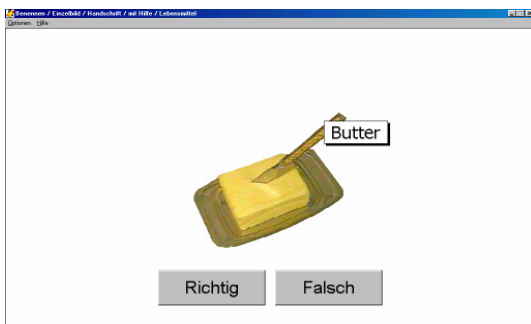 Benennen / Einzelbild / Handschrift / mit Hilfe / Lebensmittel
Optionen Hilfe
Butter
Richtig Falsch